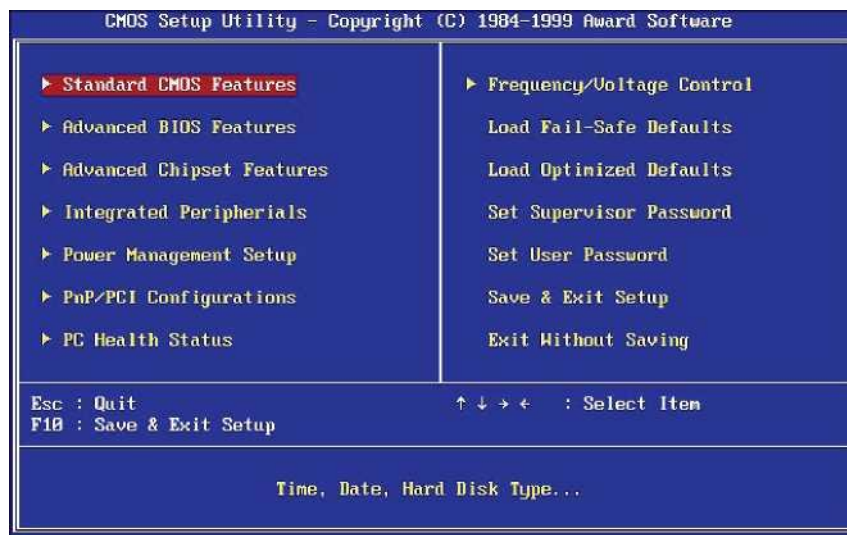 CMOS Setup Utility - Copyright (C) 1984-1999 Award Software
▶ Standard CMOS Features
▶ Advanced BIOS Features
▶ Advanced Chipset Features
▶ Integrated Peripherials
▶ Power Management Setup
▶ PnP/PCI Configurations
▶ PC Health Status
▶ Frequency/Voltage Control
Load Fail-Safe Defaults
Load Optimized Defaults
Set Supervisor Password
Set User Password
Save & Exit Setup
Exit Without Saving
Esc : Quit
F10 : Save & Exit Setup
↑ ↓ → ← : Select Item
Time, Date, Hard Disk Type...